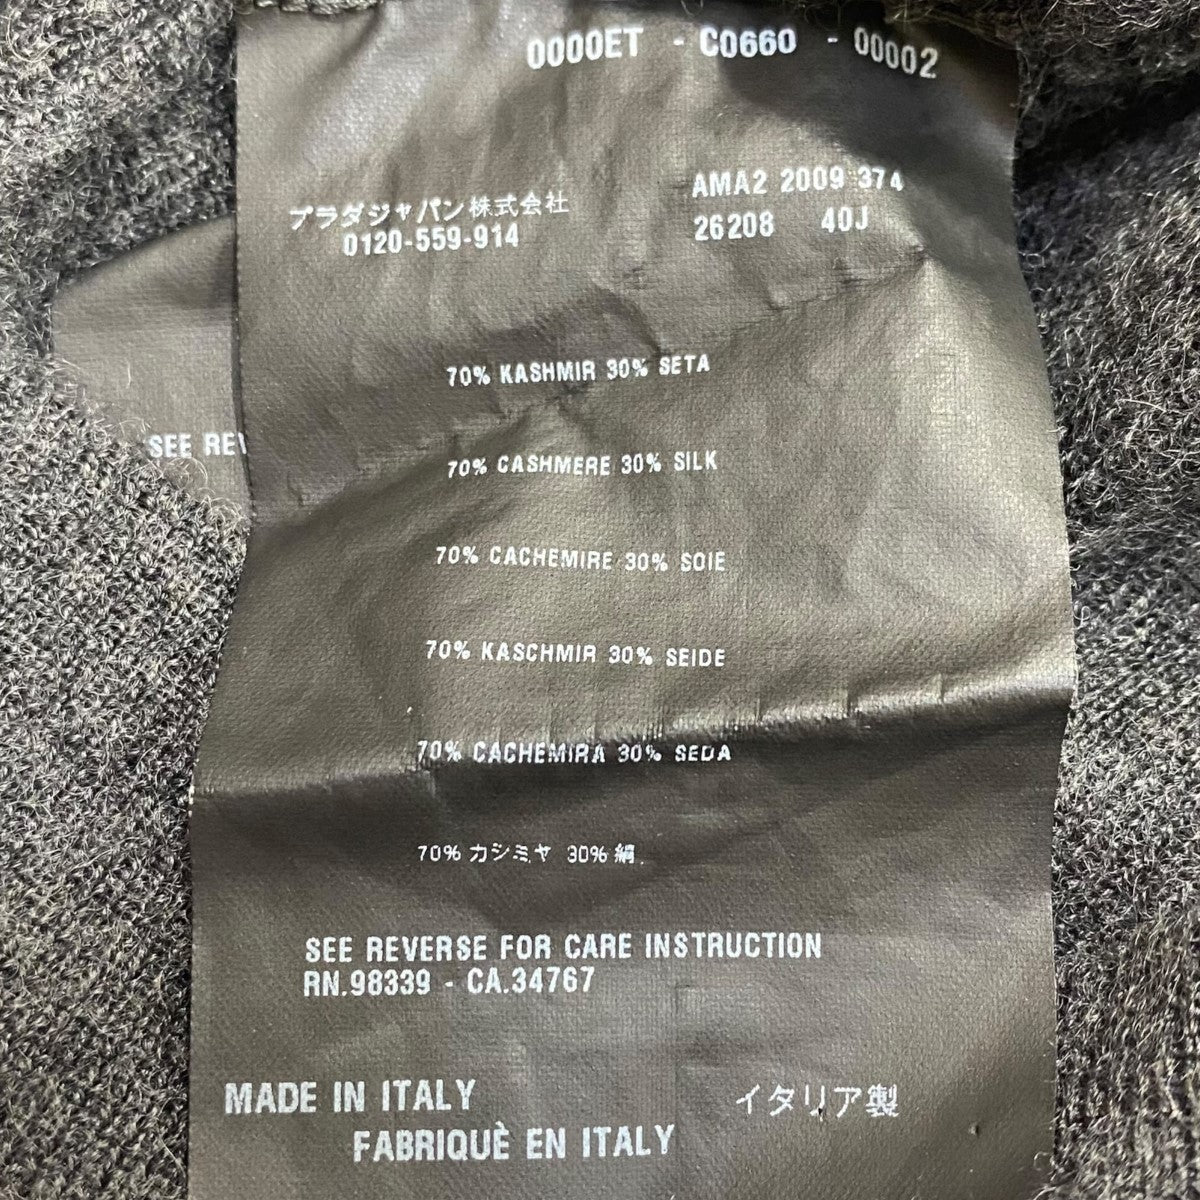 0000ET - C0660 - 00002
AMA2 2009 374
プラダジャパン株式会社
26208 40J
0120-559-914
70% KASHMIR 30% SETA
SEE REV
70% CASHMERE 30% SILK
70% CACHEMIRE 30% SOIE
70% KASCHMIR 30% SEIDE
70% CACHEMIRA 30% SEDA
70% カシミヤ 30% 絹
SEE REVERSE FOR CARE INSTRUCTION
RN.98339 - CA.34767
MADE IN ITALY
イタリア製
FABRIQUÈ EN ITALY